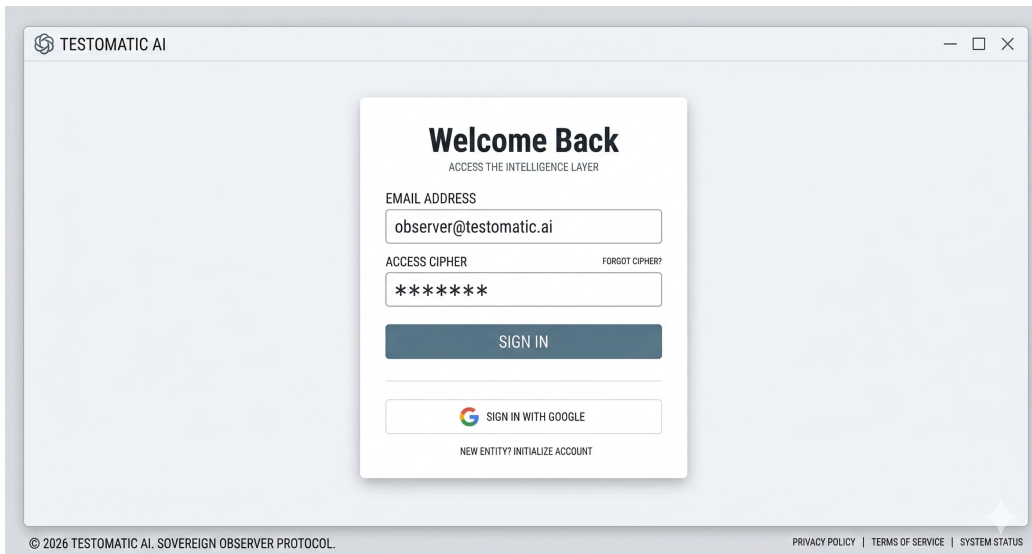 TESTOMATIC AI
Welcome Back
ACCESS THE INTELLIGENCE LAYER
EMAIL ADDRESS
observer@testomatic.ai
ACCESS CIPHER FORGOT CIPHER?
*******
SIGN IN
SIGN IN WITH GOOGLE
NEW ENTITY? INITIALIZE ACCOUNT
© 2026 TESTOMATIC AI. SOVEREIGN OBSERVER PROTOCOL. PRIVACY POLICY | TERMS OF SERVICE | SYSTEM STATUS